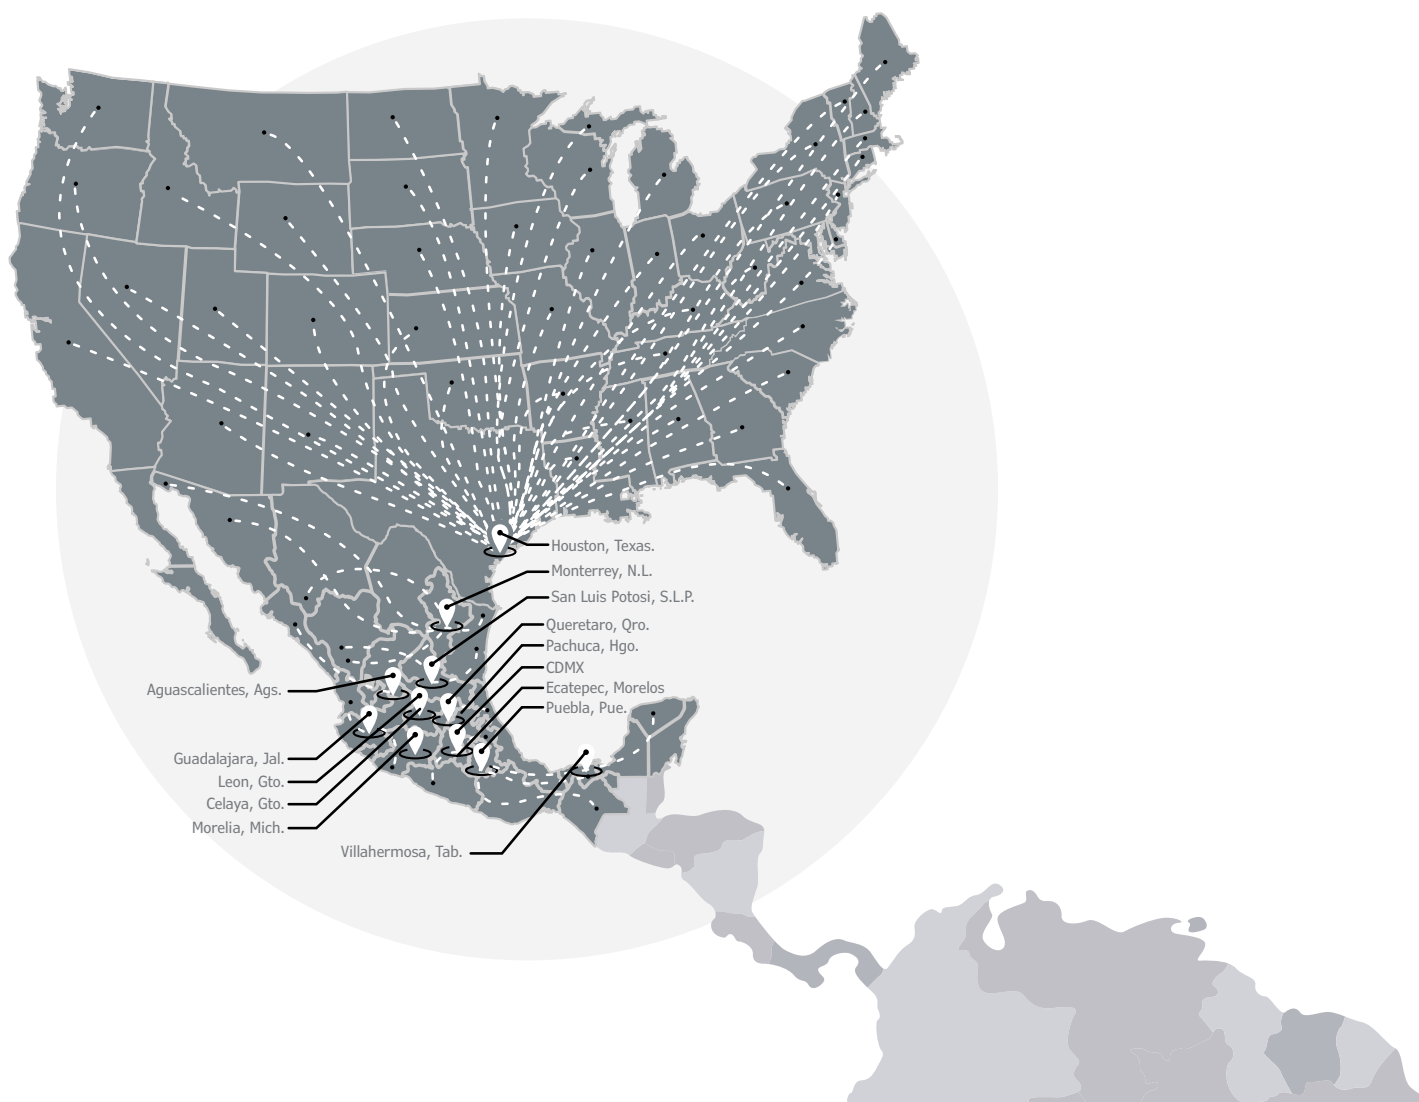 Houston, Texas.
Monterrey, N.L.
San Luis Potosi, S.L.P.
Queretaro, Qro.
Pachuca, Hgo.
CDMX
Ecatepec, Morelos
Puebla, Pue.
Aguascalientes, Ags.
Guadalajara, Jal.
Leon, Gto.
Celaya, Gto.
Morelia, Mich.
Villahermosa, Tab.